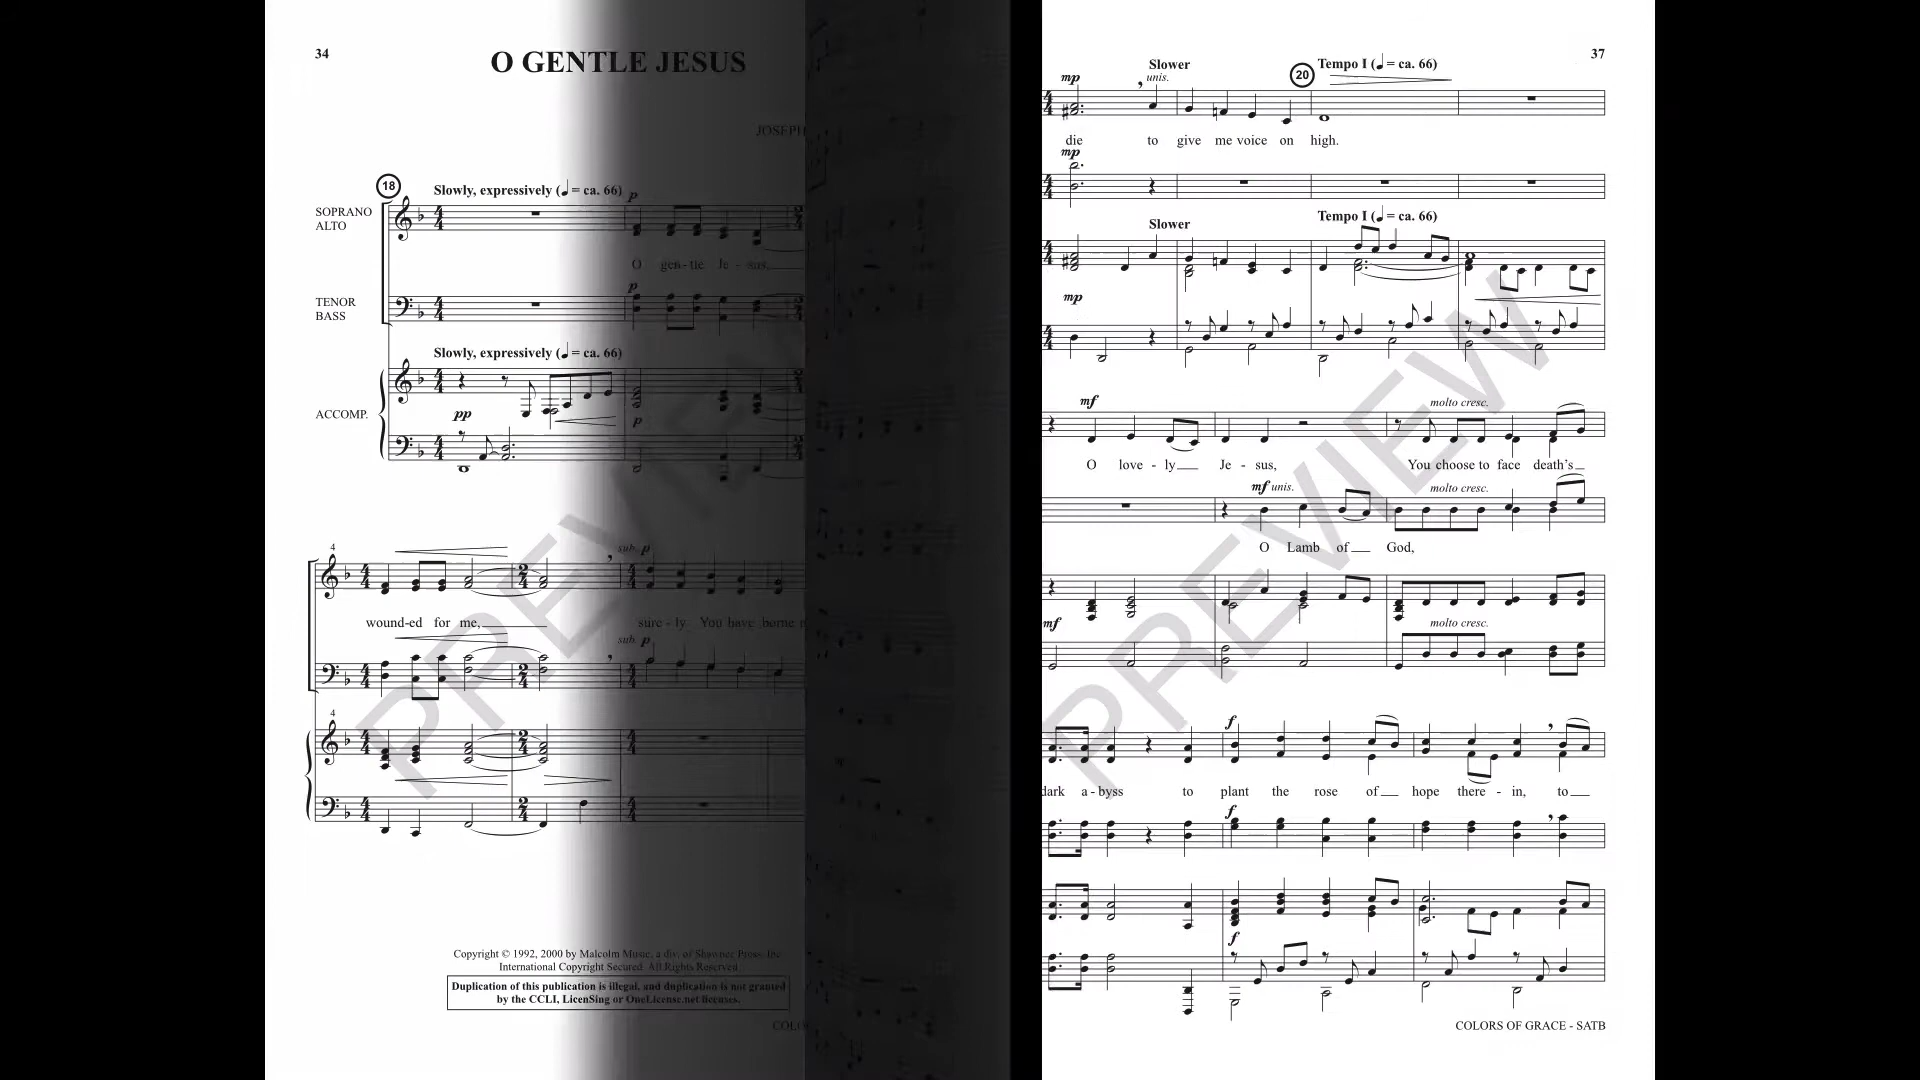 34
O GENTLE JESUS
JOSEPH
18
Slowly, expressively (♩ = ca. 66)
p
SOPRANO
ALTO
O gen - tle Je - sus,
p
TENOR
BASS
Slowly, expressively (♩ = ca. 66)
ACCOMP.
pp
p
4
sub. p
wound-ed for me, sure - ly You have borne
sub. p
4
Copyright © 1992, 2000 by Malcolm Music, a div. of Shawnee Press, Inc.
International Copyright Secured. All Rights Reserved
Duplication of this publication is illegal, and duplication is not granted
by the CCLI, LicenSing or OneLicense.net licenses.
PREVIEW
37
Slower
20
Tempo I (♩ = ca. 66)
mp
unis.
die to give me voice on high.
mp
Slower
Tempo I (♩ = ca. 66)
mp
mf
molto cresc.
O love - ly Je - sus, You choose to face death's
mf unis.
molto cresc.
O Lamb of God,
mf
molto cresc.
f
dark a - byss to plant the rose of hope there - in, to
f
f
COLORS OF GRACE - SATB
PREVIEW